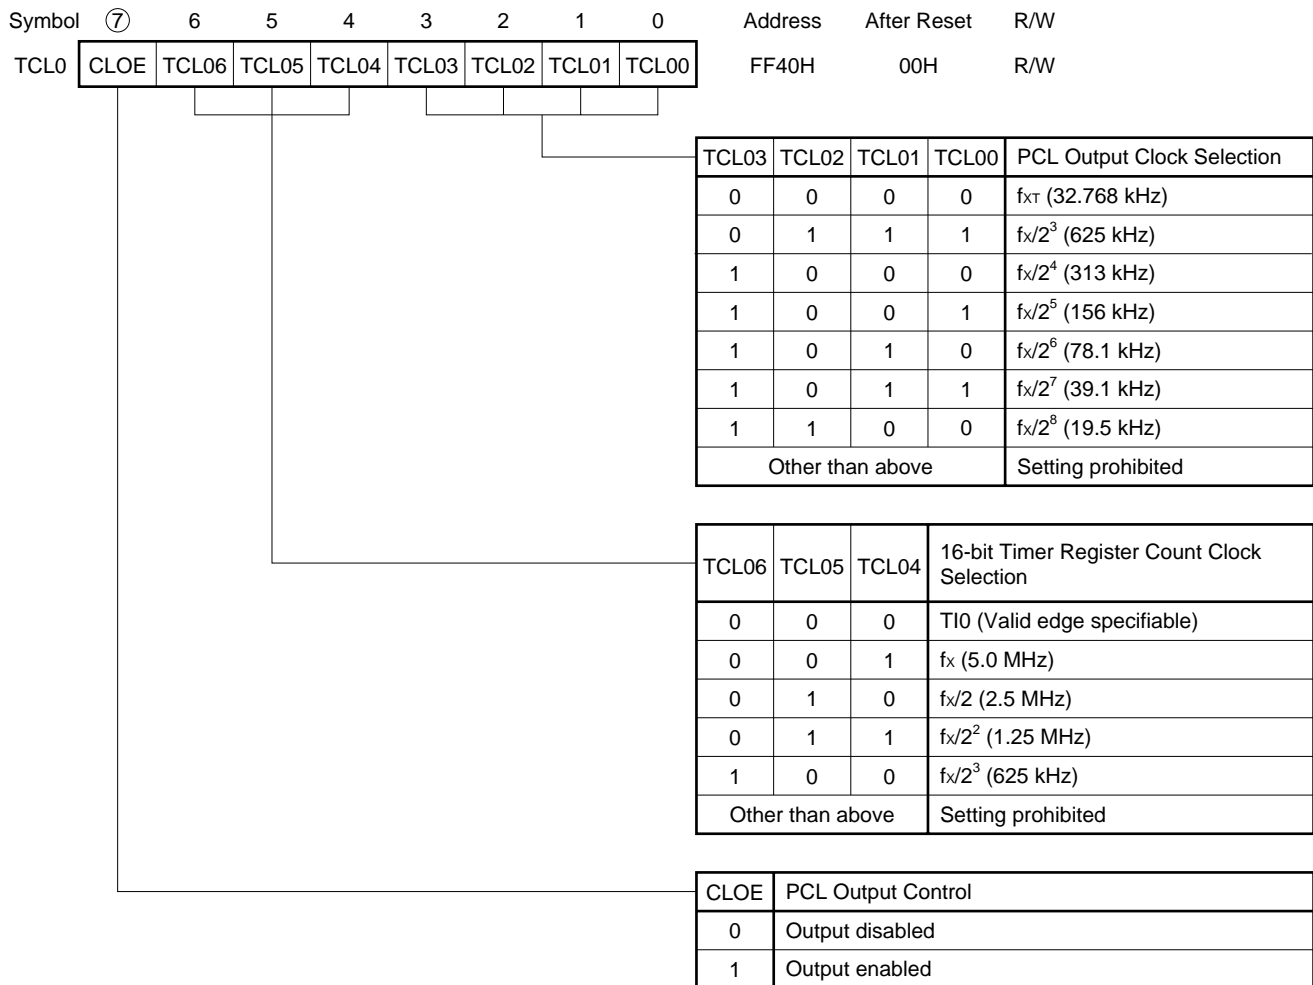 Symbol ⑦ 6 5 4 3 2 1 0 Address After Reset R/W
TCL0 CLOE TCL06 TCL05 TCL04 TCL03 TCL02 TCL01 TCL00 FF40H 00H R/W
TCL03 TCL02 TCL01 TCL00 PCL Output Clock Selection
0 0 0 0 fXT (32.768 kHz)
0 1 1 1 fX/2³ (625 kHz)
1 0 0 0 fX/2⁴ (313 kHz)
1 0 0 1 fX/2⁵ (156 kHz)
1 0 1 0 fX/2⁶ (78.1 kHz)
1 0 1 1 fX/2⁷ (39.1 kHz)
1 1 0 0 fX/2⁸ (19.5 kHz)
Other than above Setting prohibited
TCL06 TCL05 TCL04 16-bit Timer Register Count Clock
Selection
0 0 0 TI0 (Valid edge specifiable)
0 0 1 fX (5.0 MHz)
0 1 0 fX/2 (2.5 MHz)
0 1 1 fX/2² (1.25 MHz)
1 0 0 fX/2³ (625 kHz)
Other than above Setting prohibited
CLOE PCL Output Control
0 Output disabled
1 Output enabled